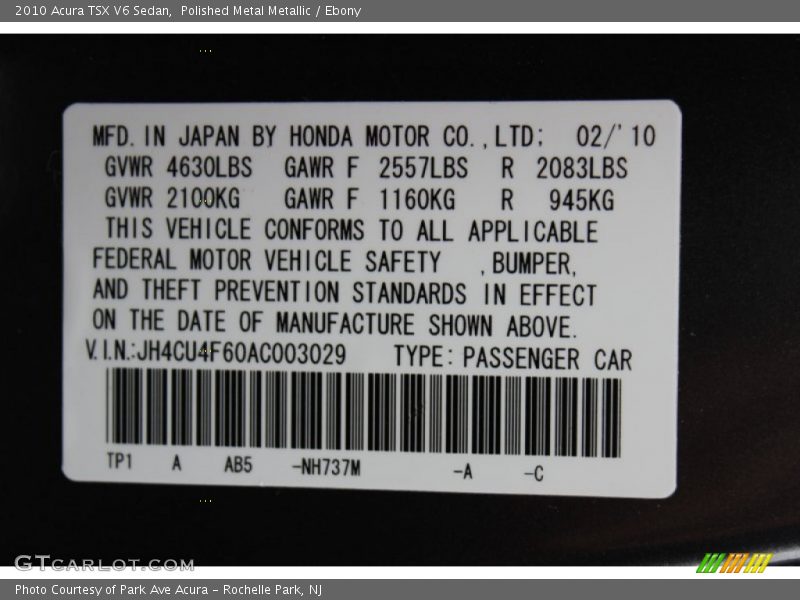 2010 Acura TSX V6 Sedan,  Polished Metal Metallic / Ebony
MFD. IN JAPAN BY HONDA MOTOR CO.,LTD; 02/'10
GVWR 4630LBS GAWR F 2557LBS R 2083LBS
GVWR 2100KG GAWR F 1160KG R 945KG
THIS VEHICLE CONFORMS TO ALL APPLICABLE
FEDERAL MOTOR VEHICLE SAFETY ,BUMPER,
AND THEFT PREVENTION STANDARDS IN EFFECT
ON THE DATE OF MANUFACTURE SHOWN ABOVE.
V.I.N.:JH4CU4F60AC003029 TYPE: PASSENGER CAR
TP1 A AB5 -NH737M -A -C
GTCARLOT.COM
Photo Courtesy of Park Ave Acura - Rochelle Park, NJ